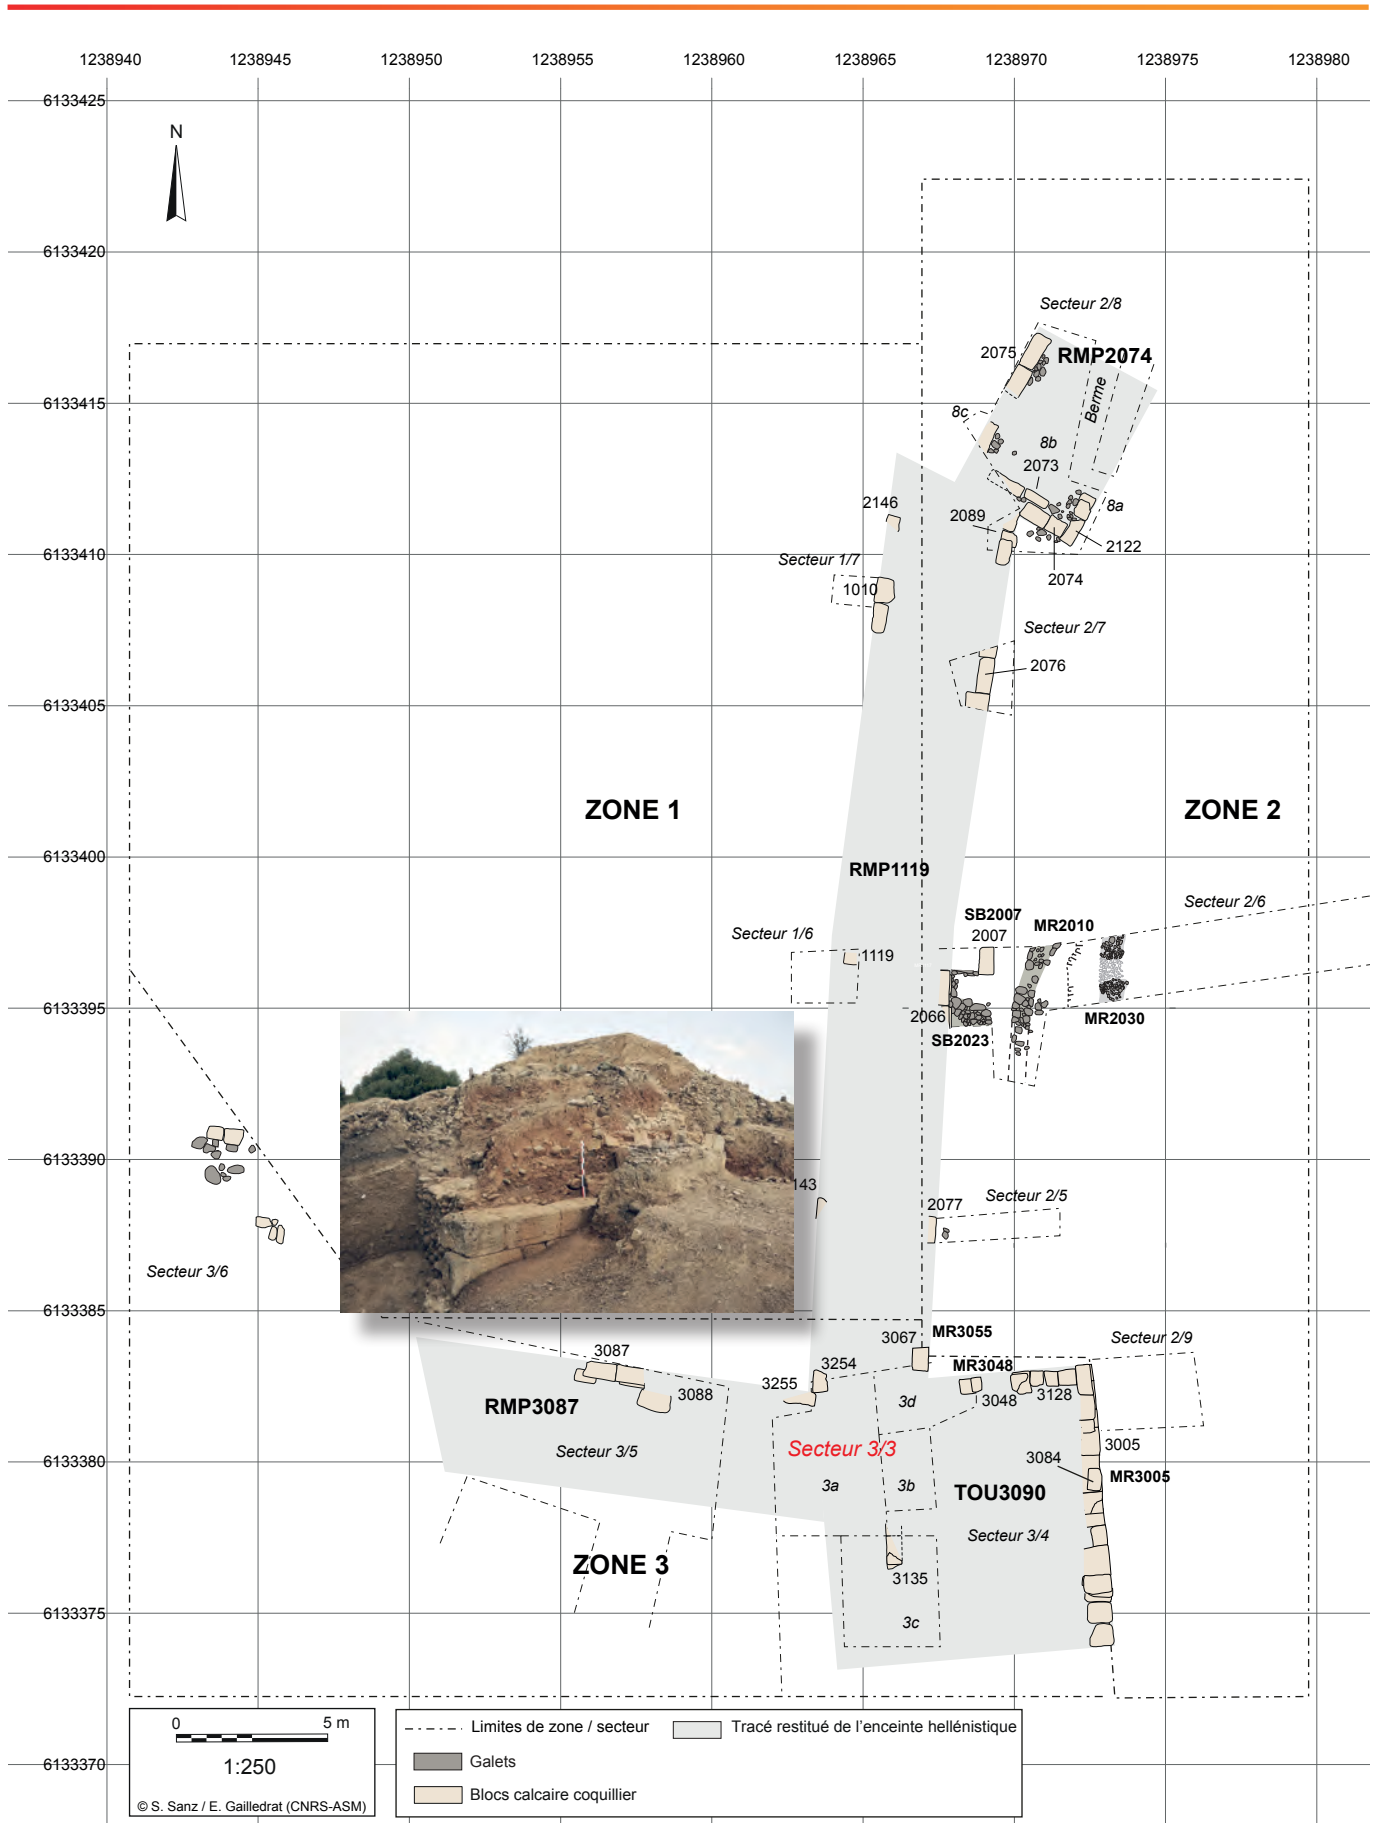 1238940 1238945 1238950 1238955 1238960 1238965 1238970 1238975 1238980
6133425
N
6133420
Secteur 2/8
2075 RMP2074
Berme
6133415
8c
8b
2073
2146
2089
8a
2122
6133410
Secteur 1/7
2074
1010
Secteur 2/7
2076
6133405
ZONE 1
ZONE 2
6133400
RMP1119
Secteur 2/6
SB2007
MR2010
2007
Secteur 1/6
1119
6133395
2066
MR2030
SB2023
6133390
143
Secteur 2/5
2077
Secteur 3/6
6133385
MR3055
3067
Secteur 2/9
3087
3254
MR3048
3255
3088
3d
3048
3128
RMP3087
Secteur 3/3
Secteur 3/5
3005
6133380
3084
MR3005
3a
3b
TOU3090
Secteur 3/4
ZONE 3
3135
6133375
3c
0 5 m
1:250
© S. Sanz / E. Gailledrat (CNRS-ASM)
Limites de zone / secteur
Tracé restitué de l'enceinte hellénistique
Galets
Blocs calcaire coquillier
6133370